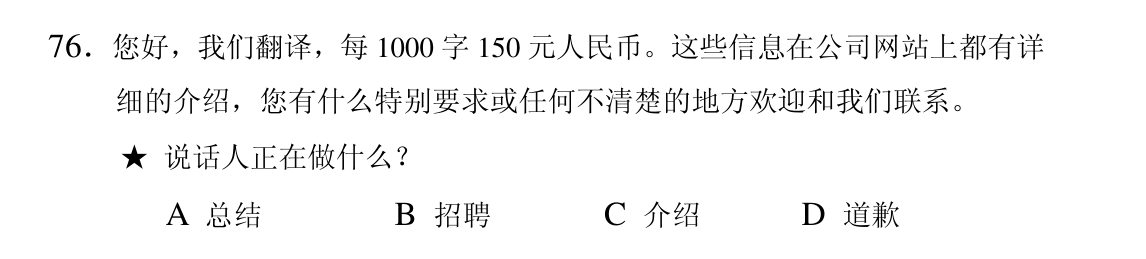 76．您好，我们翻译，每 1000 字 150 元人民币。这些信息在公司网站上都有详
细的介绍，您有什么特别要求或任何不清楚的地方欢迎和我们联系。
★ 说话人正在做什么？
A 总结 B 招聘 C 介绍 D 道歉